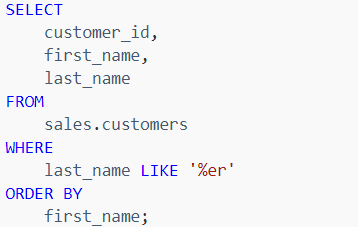 SELECT
    customer_id,
    first_name,
    last_name
FROM
    sales.customers
WHERE
    last_name LIKE '%er'
ORDER BY
    first_name;